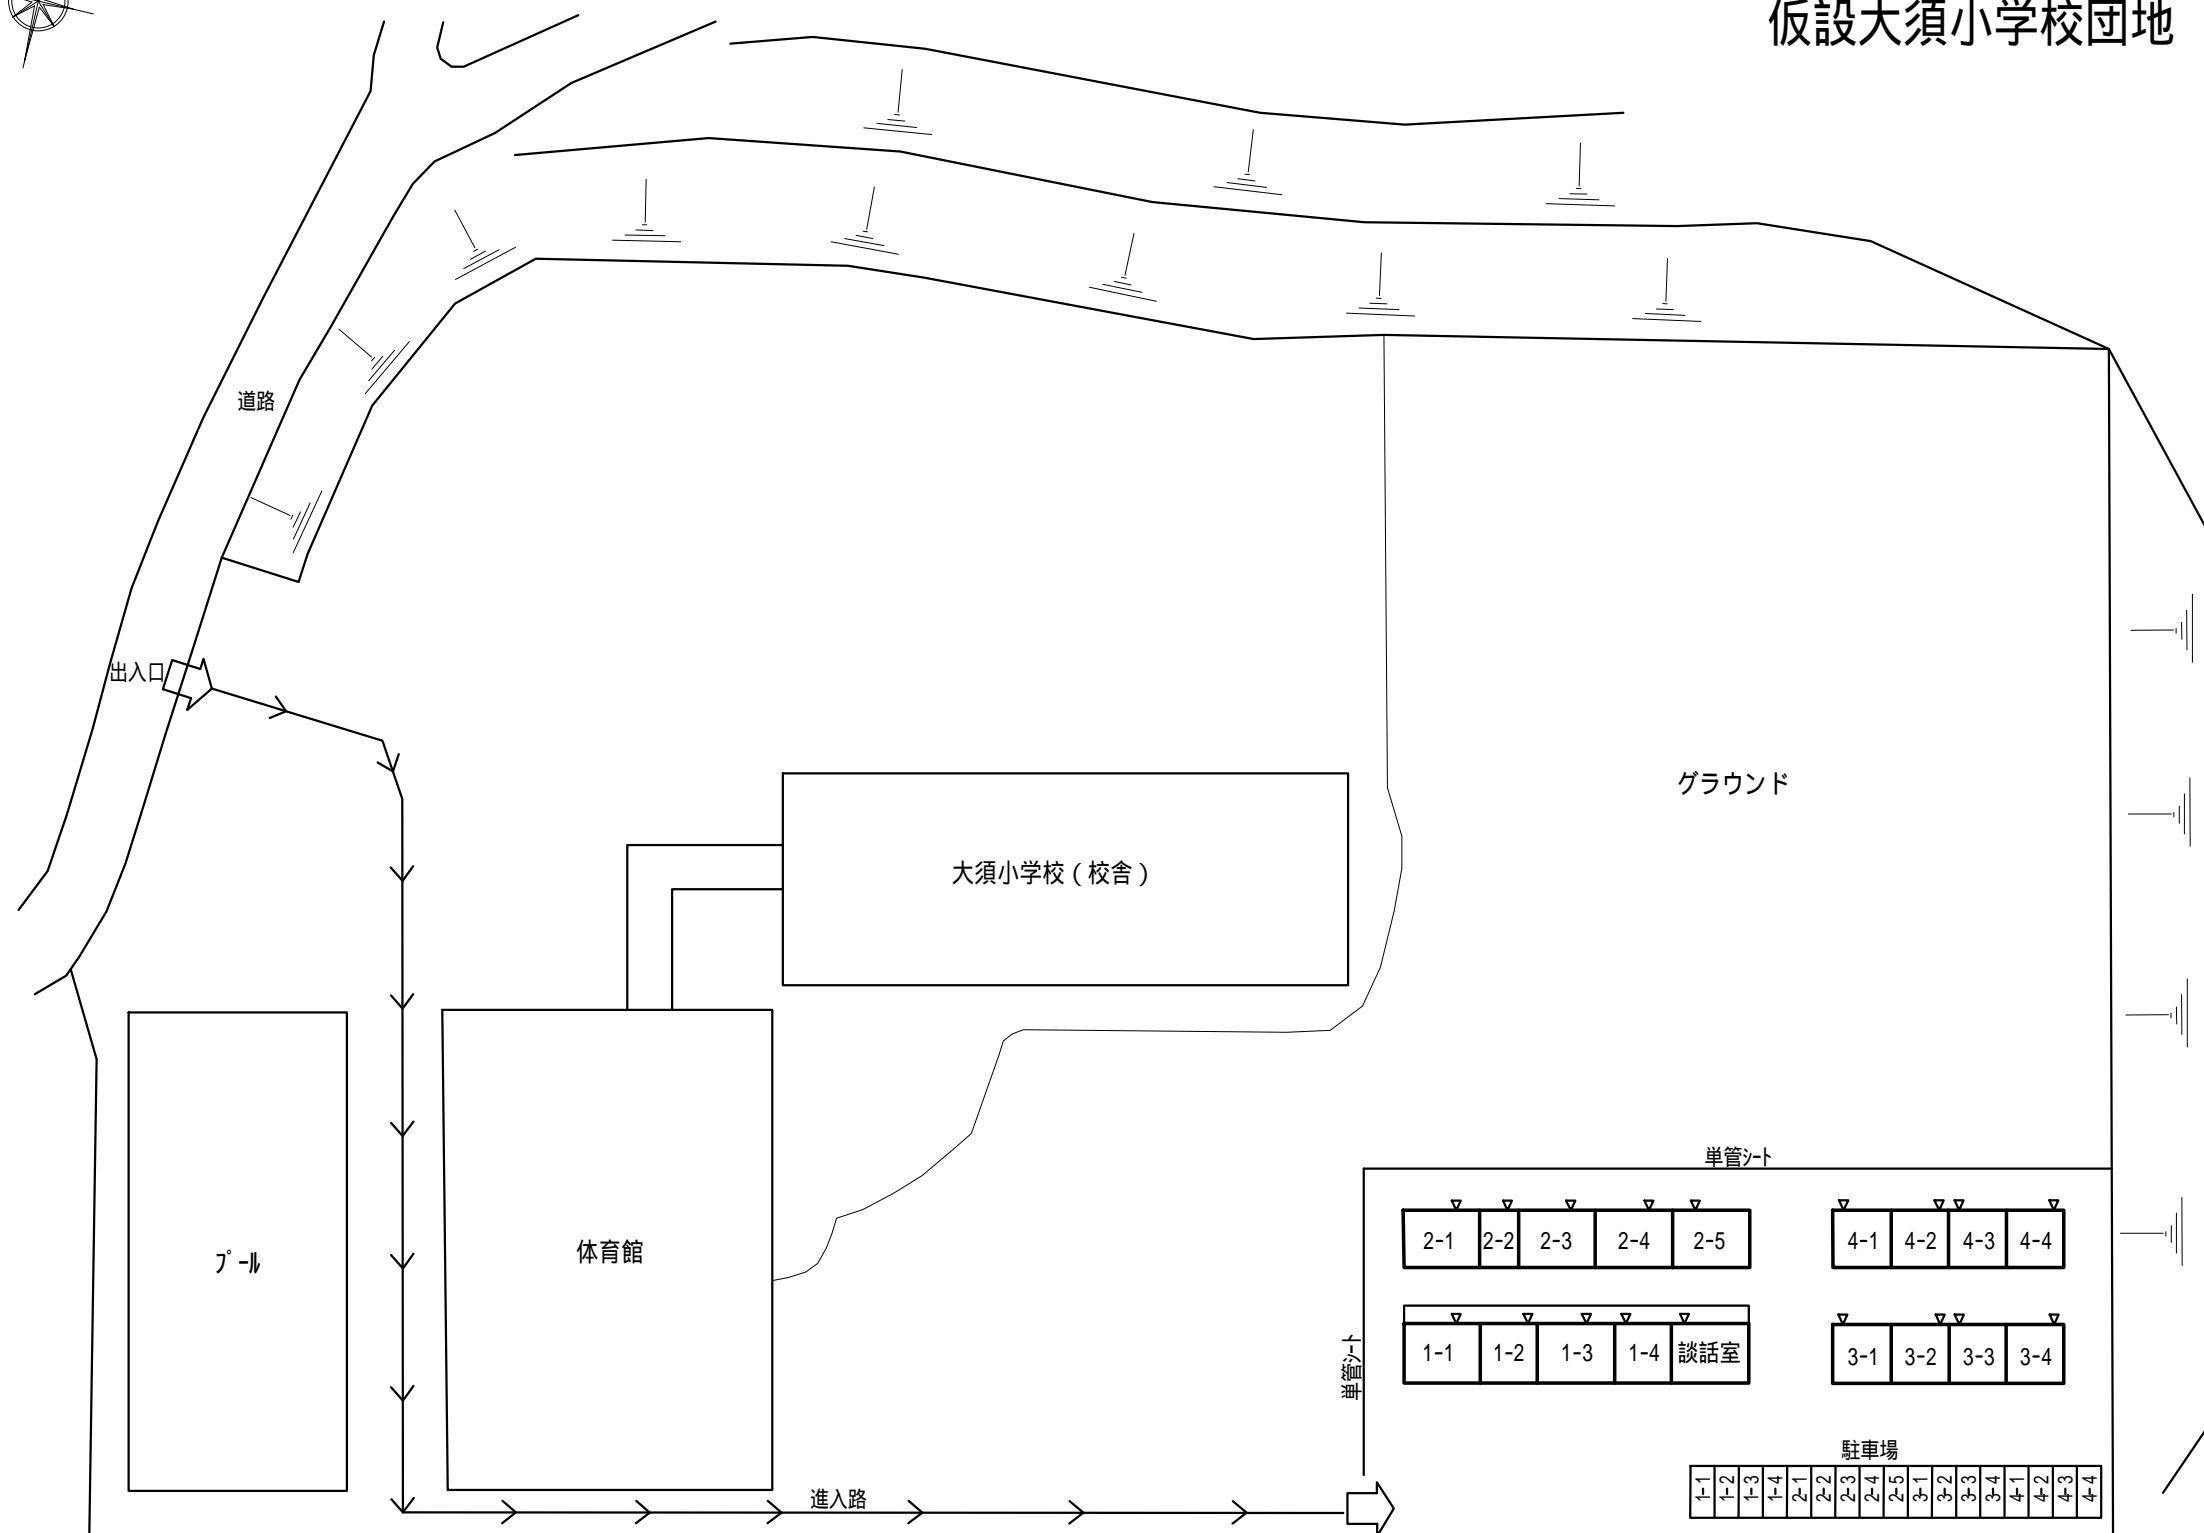 仮設大須小学校団地
道路
出入口
グラウンド
大須小学校（校舎）
単管ｼｰﾄ
2-1 2-2 2-3 2-4 2-5 4-1 4-2 4-3 4-4
ﾌﾟｰﾙ
体育館
単管ｼｰﾄ
1-1 1-2 1-3 1-4 談話室 3-1 3-2 3-3 3-4
駐車場
1-1 1-2 1-3 1-4 2-1 2-2 2-3 2-4 2-5 3-1 3-2 3-3 3-4 4-1 4-2 4-3 4-4
進入路